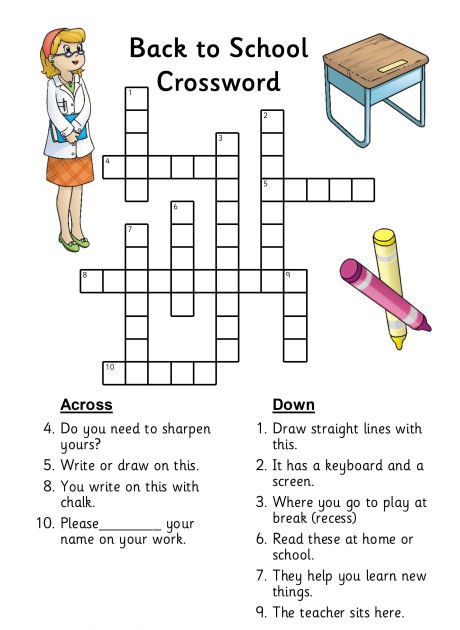 Back to School
Crossword
1
2
3
4
5
6
7
8
9
10
Across
4. Do you need to sharpen
yours?
5. Write or draw on this.
8. You write on this with
chalk.
10. Please________ your
name on your work.
Down
1. Draw straight lines with
this.
2. It has a keyboard and a
screen.
3. Where you go to play at
break (recess)
6. Read these at home or
school.
7. They help you learn new
things.
9. The teacher sits here.